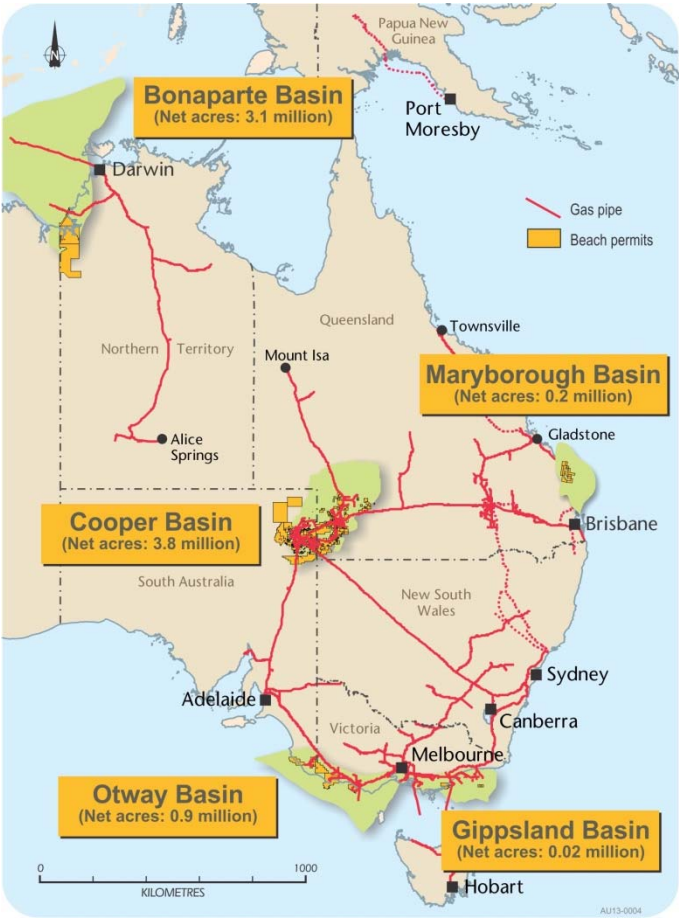 Papua New
Guinea
N
Bonaparte Basin
(Net acres: 3.1 million)
Port
Moresby
Darwin
Gas pipe
Beach permits
Queensland
Townsville
Northern Territory
Mount Isa
Maryborough Basin
(Net acres: 0.2 million)
Alice
Springs
Gladstone
Cooper Basin
(Net acres: 3.8 million)
Brisbane
South Australia
New South
Wales
Sydney
Adelaide
Canberra
Victoria
Melbourne
Otway Basin
(Net acres: 0.9 million)
Gippsland Basin
(Net acres: 0.02 million)
0 1000
KILOMETRES
Hobart
AU13-0004